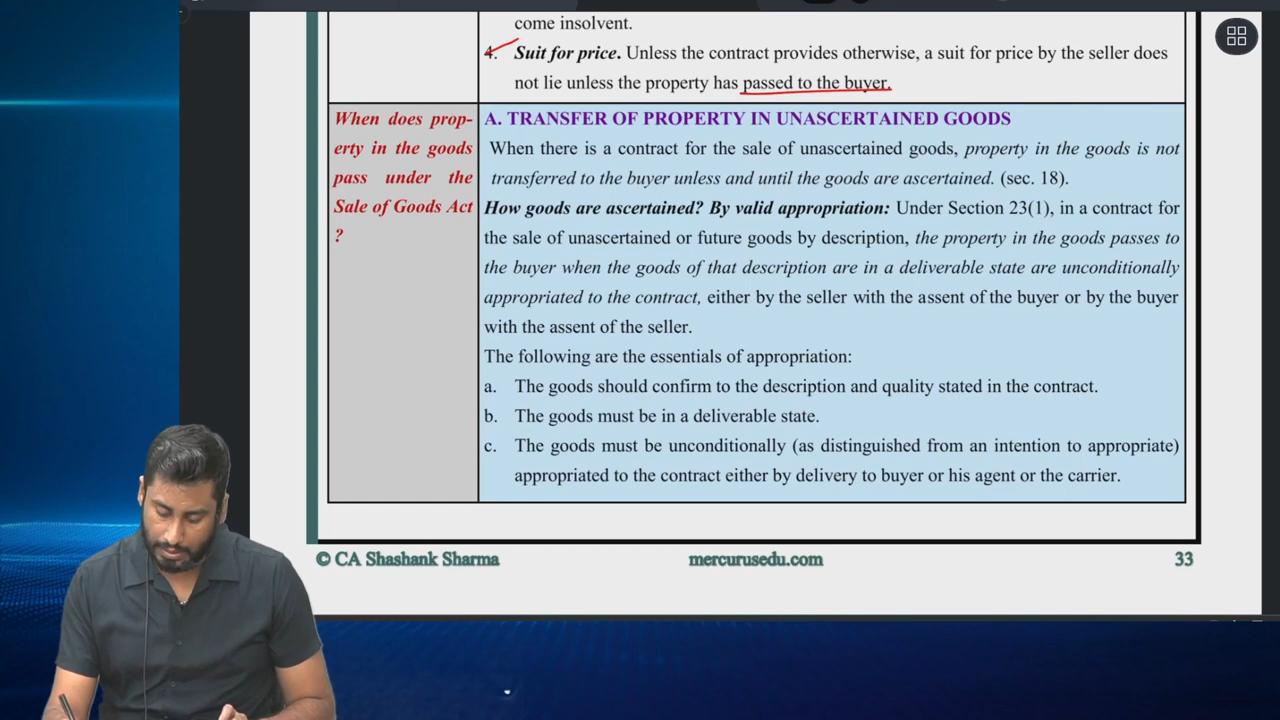 come insolvent.
4. Suit for price. Unless the contract provides otherwise, a suit for price by the seller does
not lie unless the property has passed to the buyer.
When does prop-
erty in the goods
pass under the
Sale of Goods Act
?
A. TRANSFER OF PROPERTY IN UNASCERTAINED GOODS
When there is a contract for the sale of unascertained goods, property in the goods is not
transferred to the buyer unless and until the goods are ascertained. (sec. 18).
How goods are ascertained? By valid appropriation: Under Section 23(1), in a contract for
the sale of unascertained or future goods by description, the property in the goods passes to
the buyer when the goods of that description are in a deliverable state are unconditionally
appropriated to the contract, either by the seller with the assent of the buyer or by the buyer
with the assent of the seller.
The following are the essentials of appropriation:
a. The goods should confirm to the description and quality stated in the contract.
b. The goods must be in a deliverable state.
c. The goods must be unconditionally (as distinguished from an intention to appropriate)
appropriated to the contract either by delivery to buyer or his agent or the carrier.
© CA Shashank Sharma mercurusedu.com 33